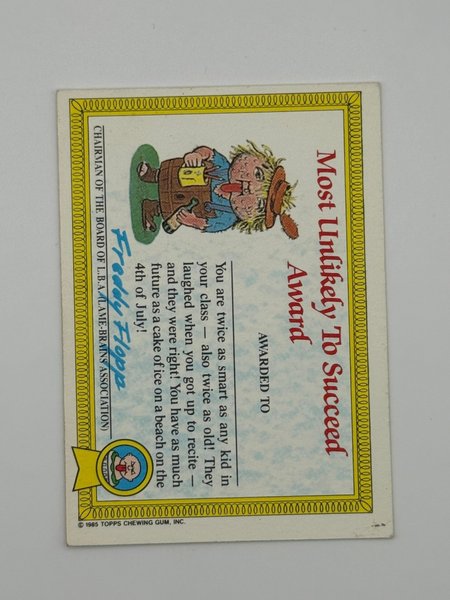 Most Unlikely To Succeed
Award
AWARDED TO
You are twice as smart as any kid in
your class — also twice as old! They
laughed when you got up to recite —
and they were right! You have as much
future as a cake of ice on a beach on the
4th of July!
Freddy Flopp
CHAIRMAN OF THE BOARD OF L.B.A. (LAME-BRAINS ASSOCIATION)
© 1985 TOPPS CHEWING GUM, INC.